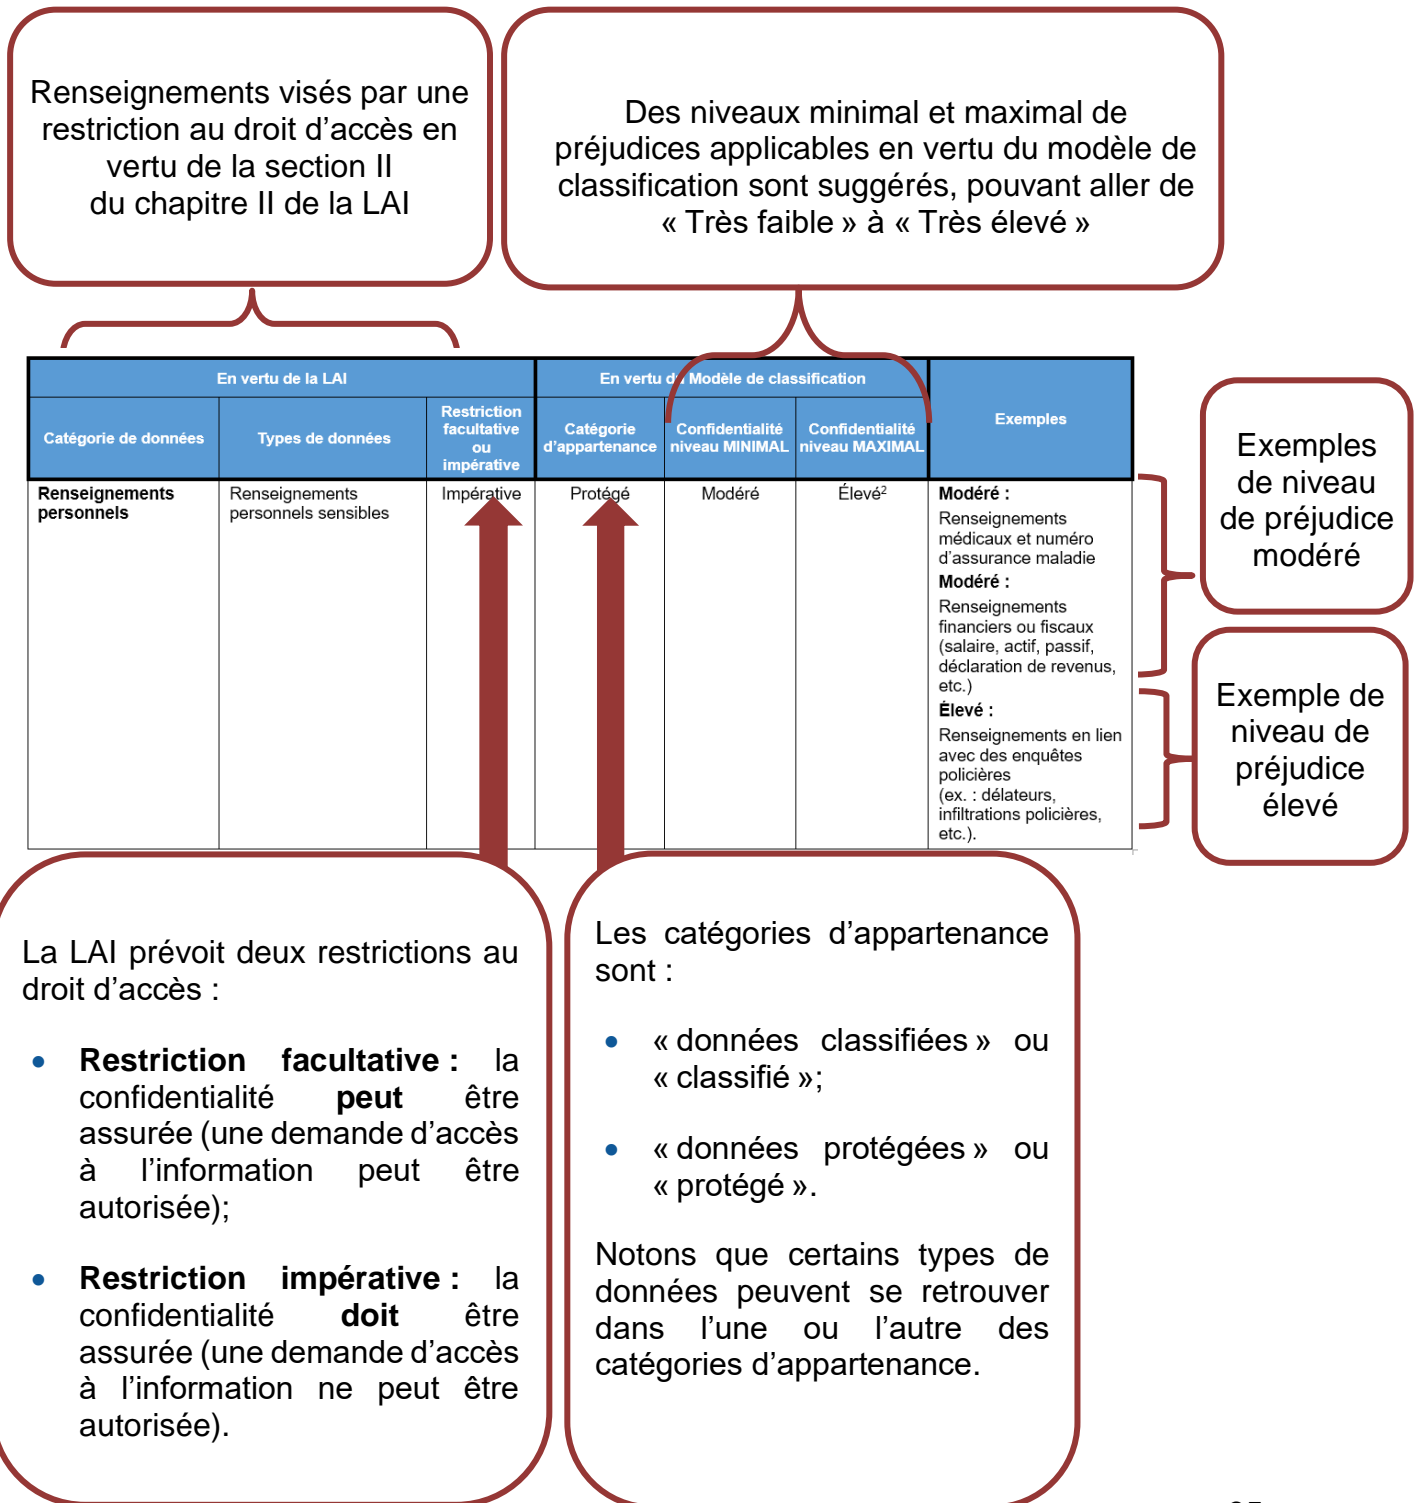 Renseignements visés par une
restriction au droit d’accès en
vertu de la section II
du chapitre II de la LAI
Des niveaux minimal et maximal de
préjudices applicables en vertu du modèle de
classification sont suggérés, pouvant aller de
« Très faible » à « Très élevé »
En vertu de la LAI
En vertu du Modèle de classification
Exemples
Catégorie de données
Types de données
Restriction
facultative
ou
impérative
Catégorie
d’appartenance
Confidentialité
niveau MINIMAL
Confidentialité
niveau MAXIMAL
Renseignements
personnels
Renseignements
personnels sensibles
Impérative
Protégé
Modéré
Élevé²
Modéré :
Renseignements
médicaux et numéro
d’assurance maladie
Modéré :
Renseignements
financiers ou fiscaux
(salaire, actif, passif,
déclaration de revenus,
etc.)
Élevé :
Renseignements en lien
avec des enquêtes
policières
(ex. : délateurs,
infiltrations policières,
etc.).
Exemples
de niveau
de préjudice
modéré
Exemple de
niveau de
préjudice
élevé
La LAI prévoit deux restrictions au
droit d’accès :
• Restriction facultative : la
confidentialité peut être
assurée (une demande d’accès
à l’information peut être
autorisée);
• Restriction impérative : la
confidentialité doit être
assurée (une demande d’accès
à l’information ne peut être
autorisée).
Les catégories d’appartenance
sont :
• « données classifiées » ou
« classifié »;
• « données protégées » ou
« protégé ».
Notons que certains types de
données peuvent se retrouver
dans l’une ou l’autre des
catégories d’appartenance.